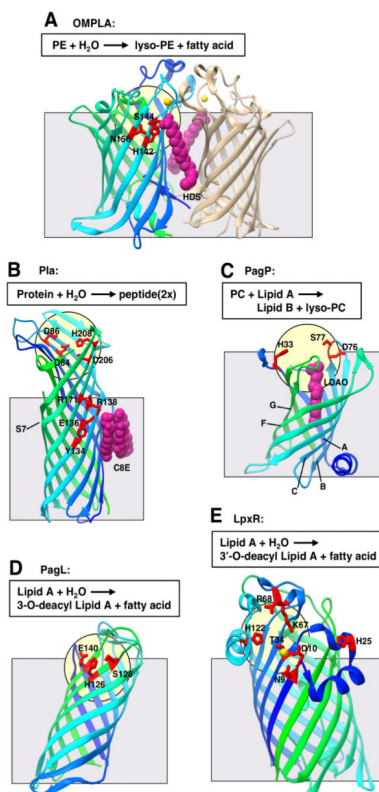 A
OMPLA:
PE + H₂O → lyso-PE + fatty acid
S144
N156
H142
HDS
B
Pla:
Protein + H₂O → peptide(2x)
D86
H208
D84
D206
R171
R138
S7
E136
Y134
C8E
C
PagP:
PC + Lipid A →
Lipid B + lyso-PC
S77
H33
D76
LDAO
G
F
A
C
B
D
PagL:
Lipid A + H₂O →
3-O-deacyl Lipid A + fatty acid
E140
S128
H126
E
LpxR:
Lipid A + H₂O →
3'-O-deacyl Lipid A + fatty acid
R68
K67
H122
T34
D10
H25
N9